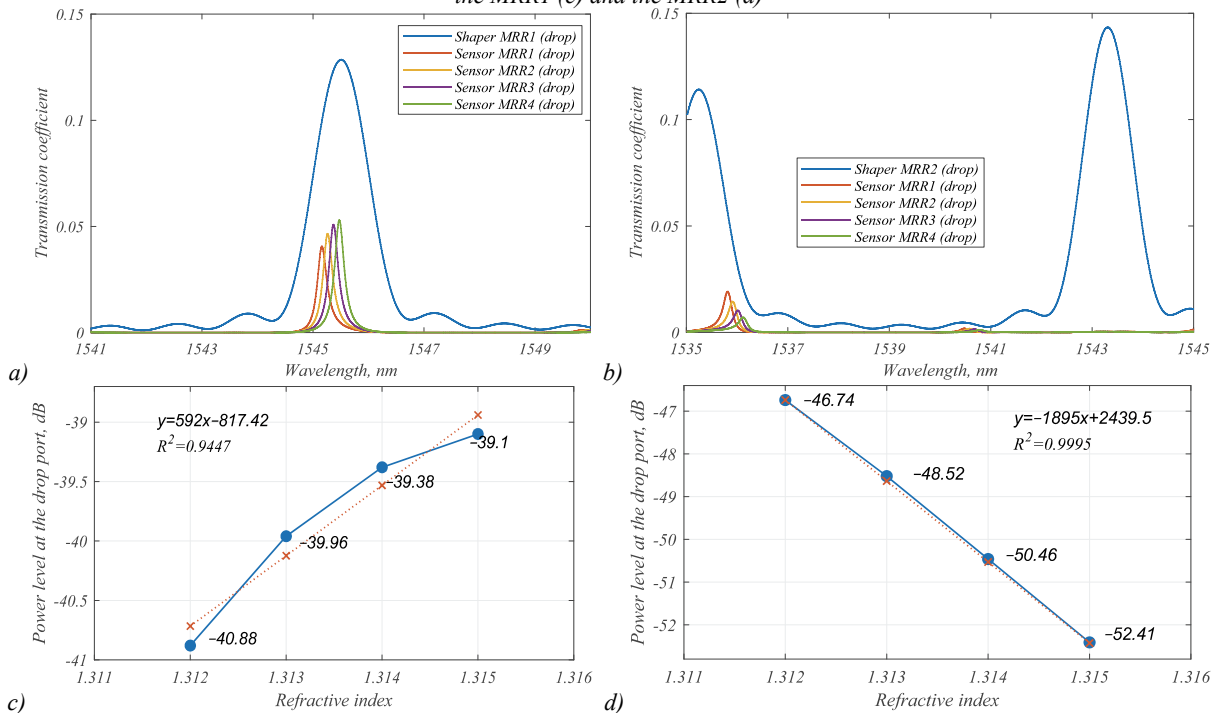 the MRR1 (c) and the MRR2 (d)
0.15
0.1
0.05
0
Transmission coefficient
Shaper MRR1 (drop)
Sensor MRR1 (drop)
Sensor MRR2 (drop)
Sensor MRR3 (drop)
Sensor MRR4 (drop)
1541 1543 1545 1547 1549
Wavelength, nm
a)
0.15
0.1
0.05
0
Transmission coefficient
Shaper MRR2 (drop)
Sensor MRR1 (drop)
Sensor MRR2 (drop)
Sensor MRR3 (drop)
Sensor MRR4 (drop)
1535 1537 1539 1541 1543 1545
Wavelength, nm
b)
-39
-39.5
-40
-40.5
-41
Power level at the drop port, dB
y=592x−817.42
R²=0.9447
−40.88
−39.96
−39.38
−39.1
1.311 1.312 1.313 1.314 1.315 1.316
Refractive index
c)
-47
-48
-49
-50
-51
-52
Power level at the drop port, dB
y=−1895x+2439.5
R²=0.9995
−46.74
−48.52
−50.46
−52.41
1.311 1.312 1.313 1.314 1.315 1.316
Refractive index
d)